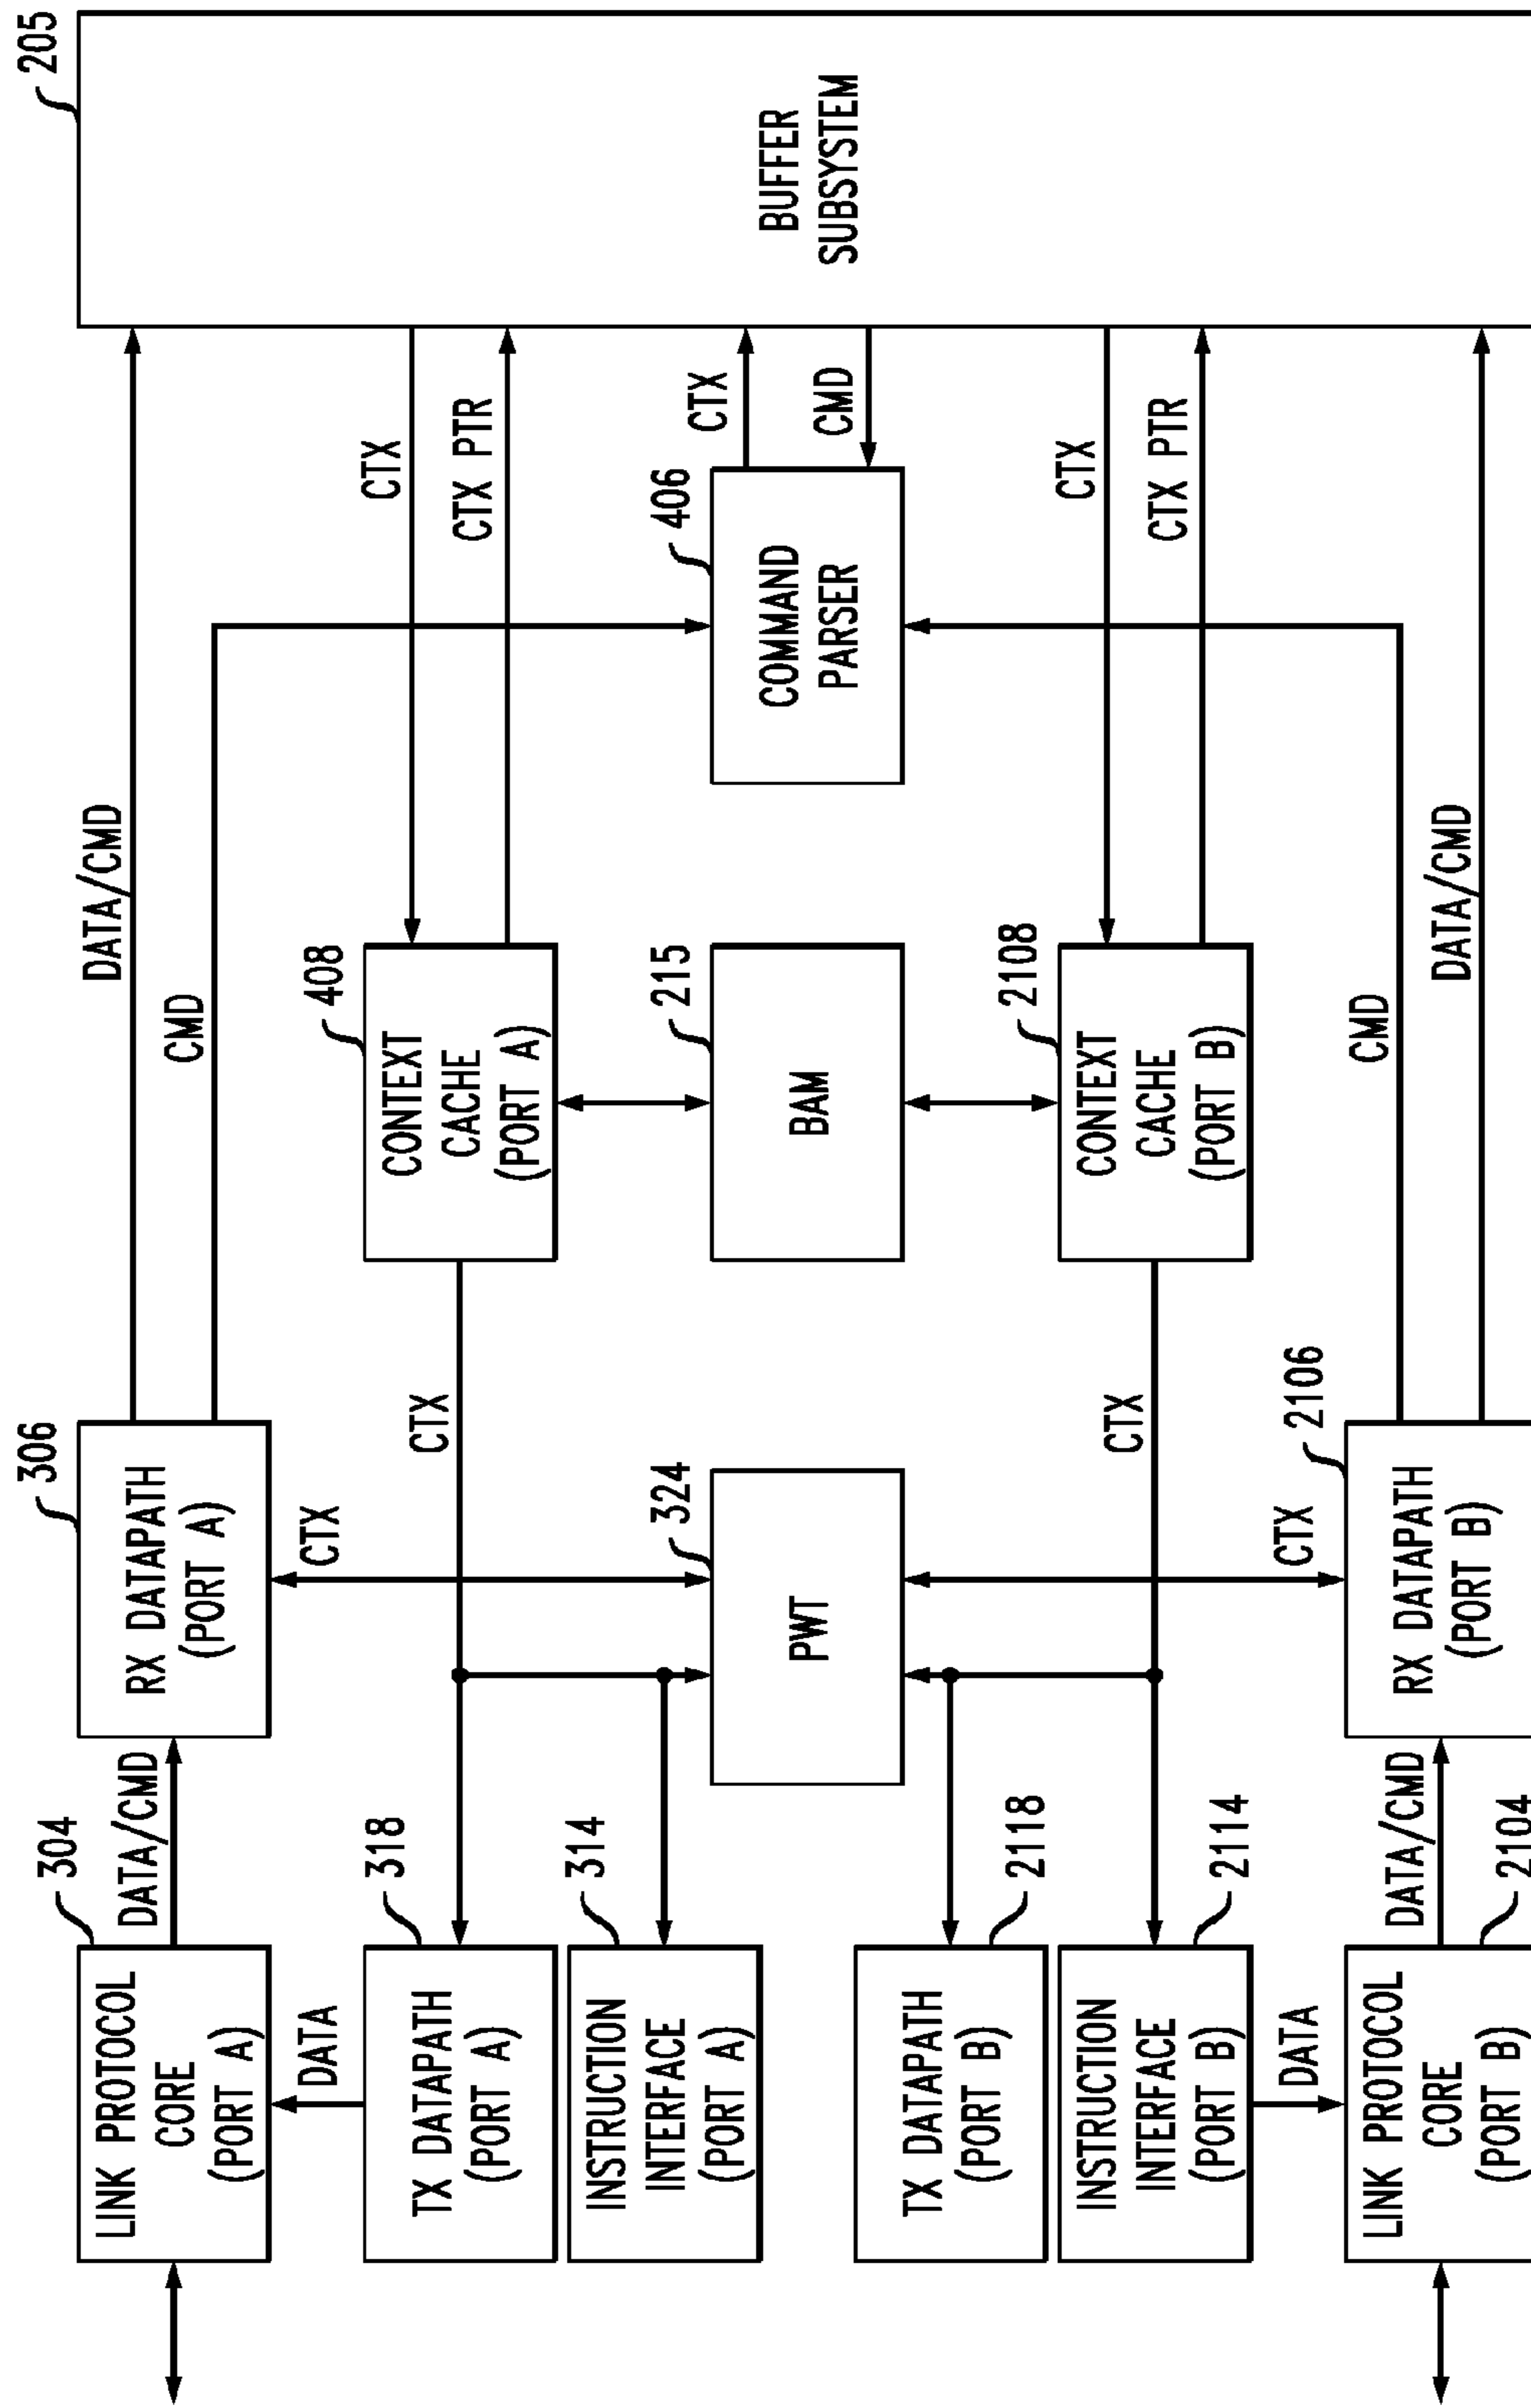 304
LINK PROTOCOL
CORE
(PORT A)
DATA/CMD
306
RX DATAPATH
(PORT A)
DATA/CMD
CMD
205
BUFFER
SUBSYSTEM
DATA
CTX
318
TX DATAPATH
(PORT A)
CTX
408
CONTEXT
CACHE
(PORT A)
CTX
CTX PTR
314
INSTRUCTION
INTERFACE
(PORT A)
324
PWT
215
BAM
406
COMMAND
PARSER
CTX
CMD
2118
TX DATAPATH
(PORT B)
2114
INSTRUCTION
INTERFACE
(PORT B)
CTX
2108
CONTEXT
CACHE
(PORT B)
CTX
CTX PTR
DATA
CTX
2104
LINK PROTOCOL
CORE
(PORT B)
DATA/CMD
2106
RX DATAPATH
(PORT B)
CMD
DATA/CMD